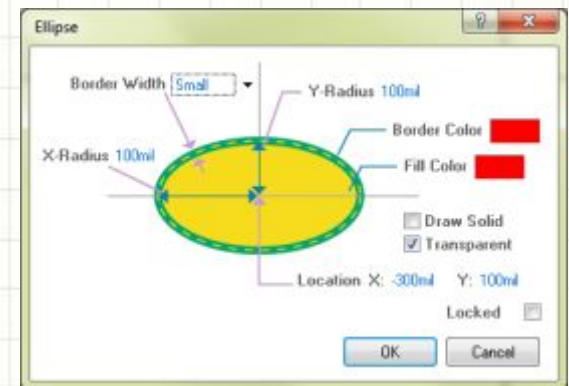 Ellipse
Border Width Small
Y-Radius 100mil
Border Color
X-Radius 100mil
Fill Color
Draw Solid
Transparent
Location X: -300mil Y: 100mil
Locked
OK Cancel